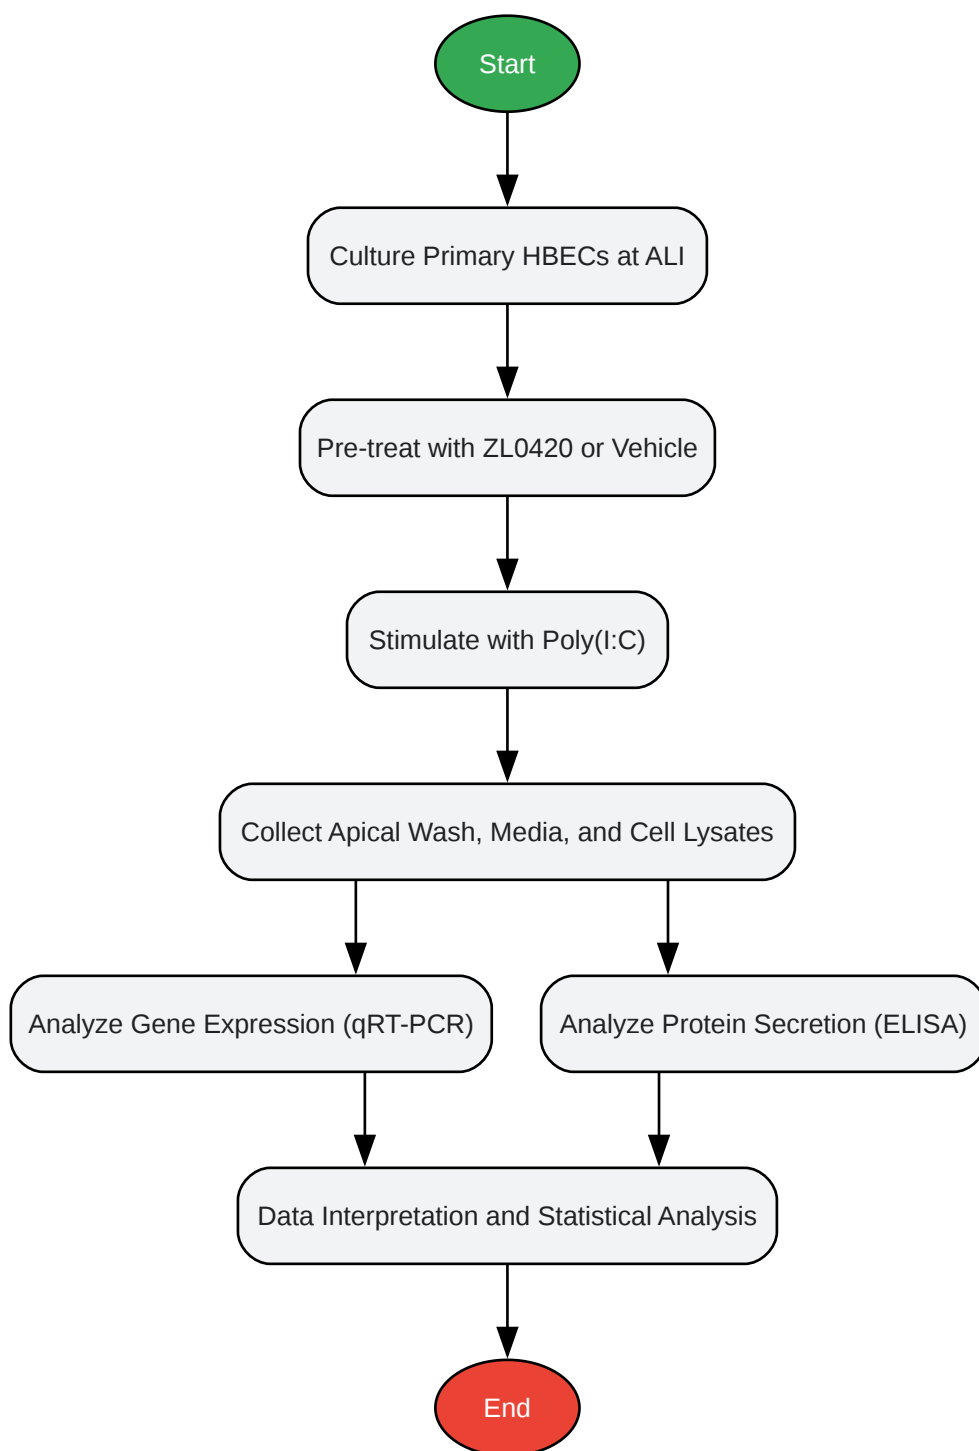 Start
Culture Primary HBECs at ALI
Pre-treat with ZL0420 or Vehicle
Stimulate with Poly(I:C)
Collect Apical Wash, Media, and Cell Lysates
Analyze Gene Expression (qRT-PCR)
Analyze Protein Secretion (ELISA)
Data Interpretation and Statistical Analysis
End